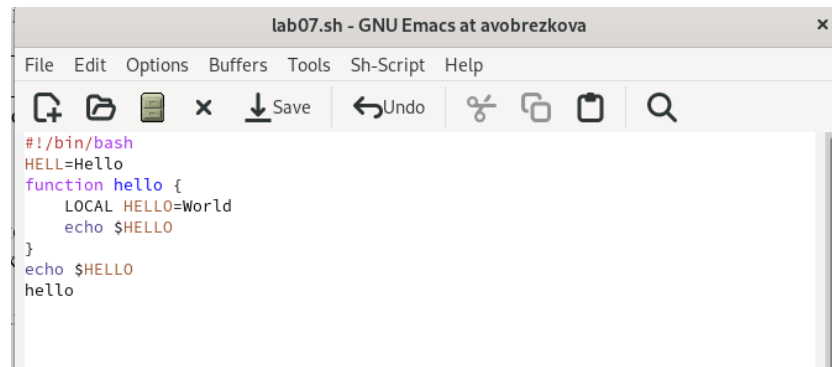 lab07.sh - GNU Emacs at avobrezkova
File Edit Options Buffers Tools Sh-Script Help
Save Undo
#!/bin/bash
HELL=Hello
function hello {
    LOCAL HELLO=World
    echo $HELLO
}
echo $HELLO
hello